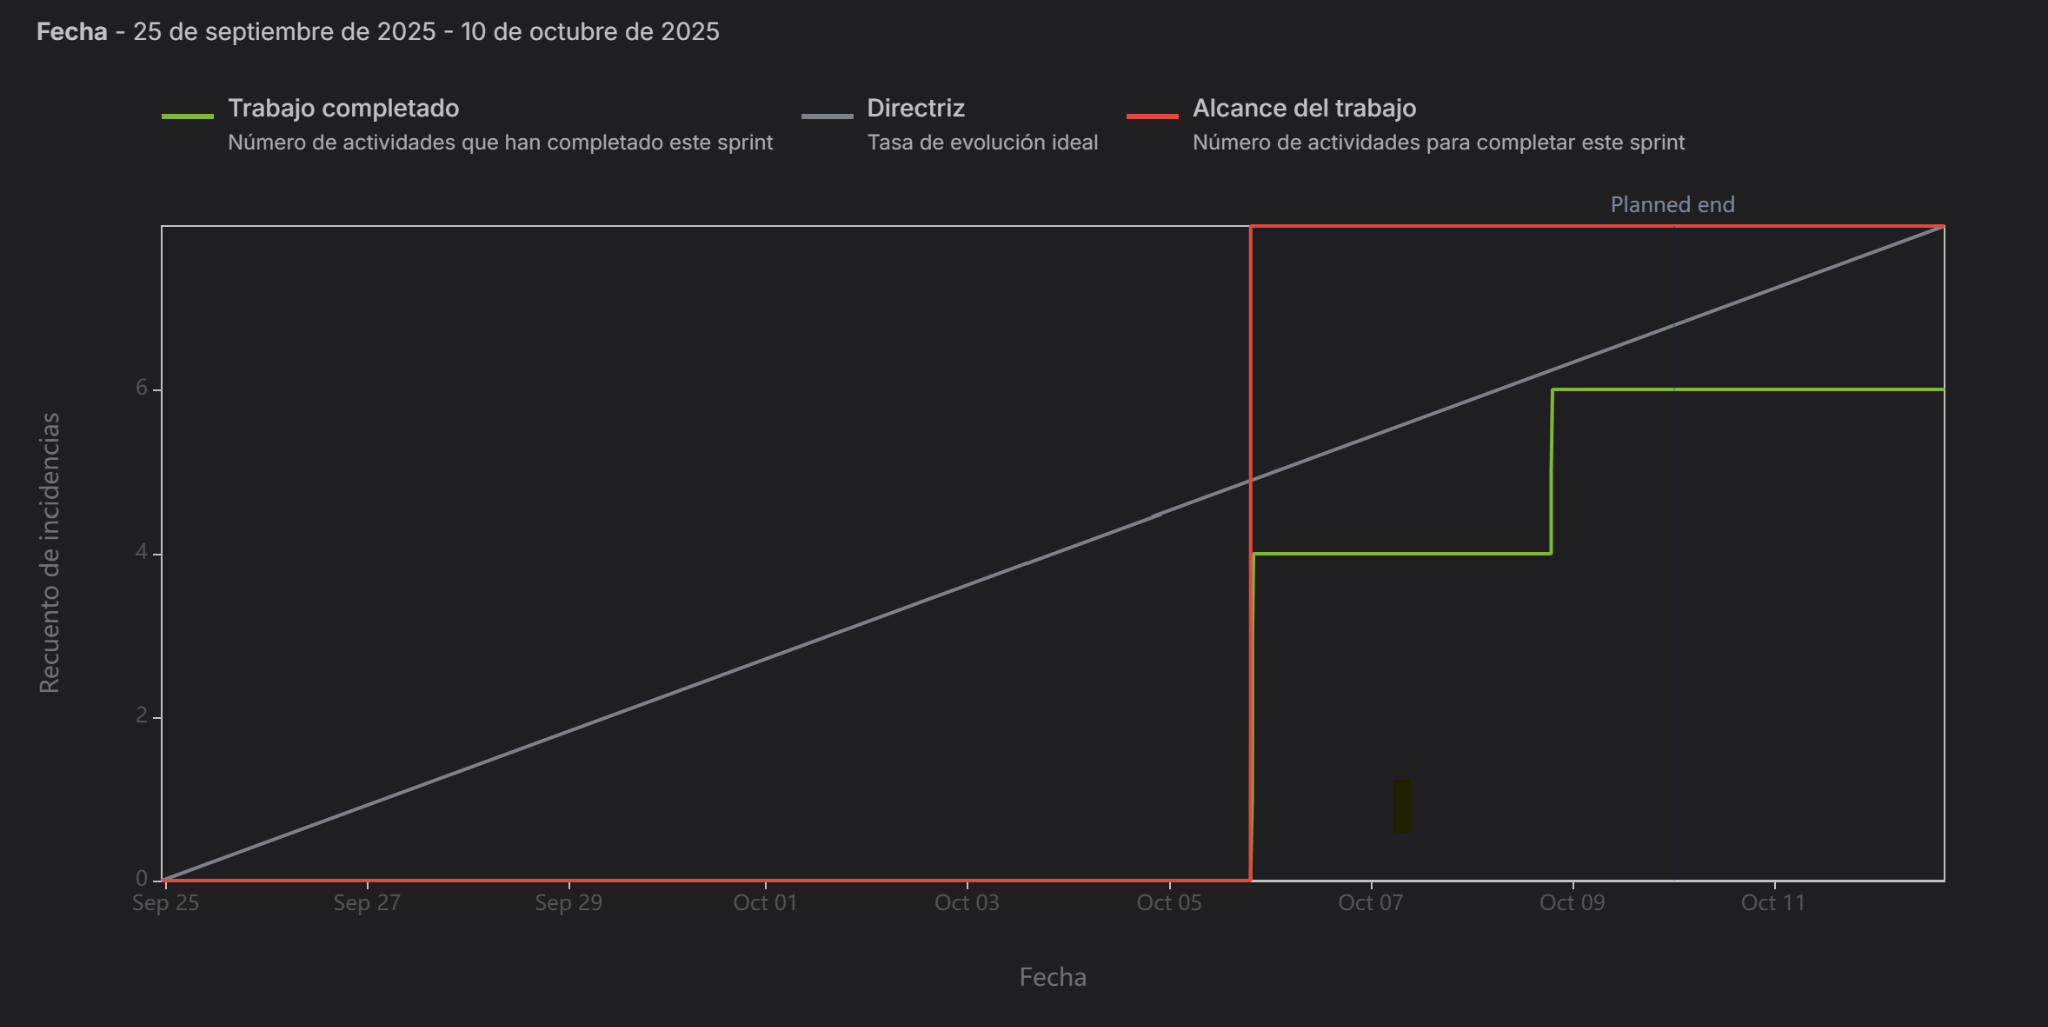 Fecha - 25 de septiembre de 2025 - 10 de octubre de 2025
Trabajo completado
Número de actividades que han completado este sprint
Directriz
Tasa de evolución ideal
Alcance del trabajo
Número de actividades para completar este sprint
Planned end
Recuento de incidencias
6
4
2
0
Sep 25 Sep 27 Sep 29 Oct 01 Oct 03 Oct 05 Oct 07 Oct 09 Oct 11
Fecha